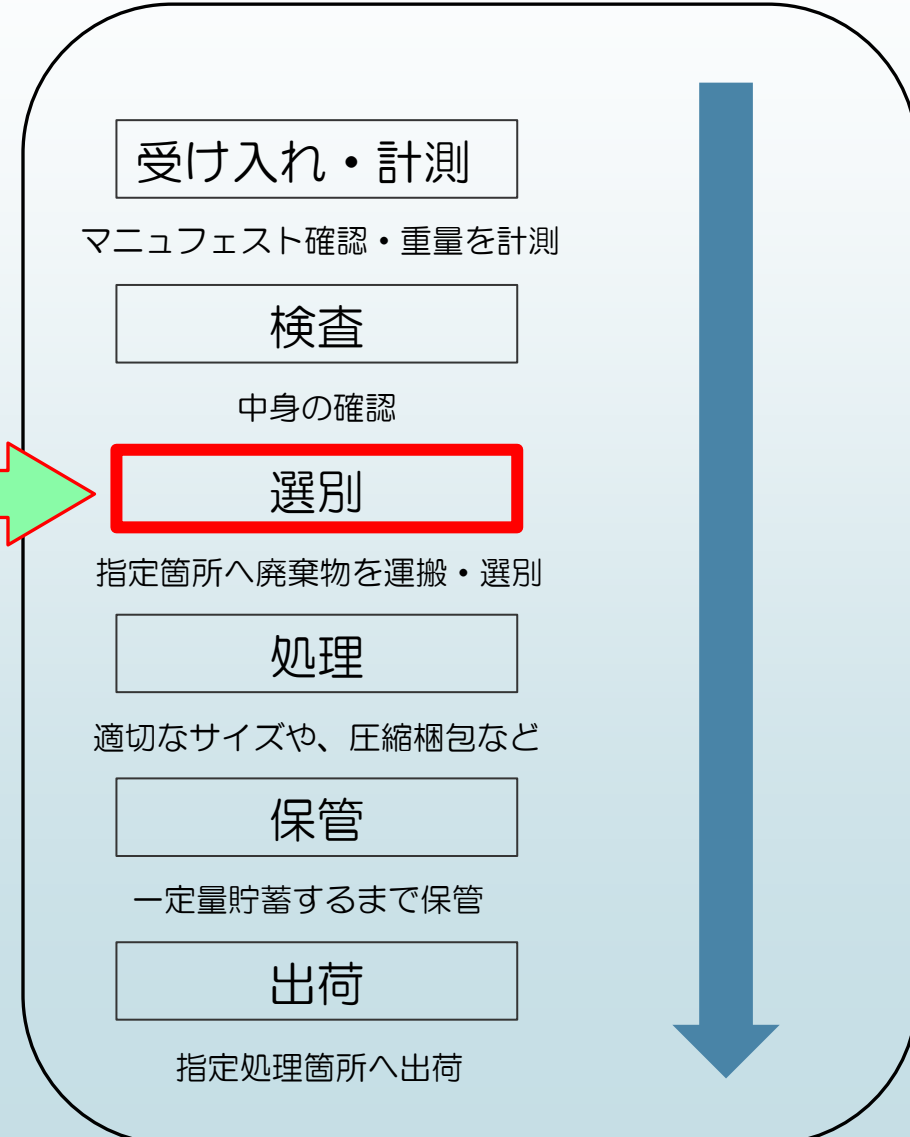 受け入れ・計測
マニュフェスト確認・重量を計測
検査
中身の確認
選別
指定箇所へ廃棄物を運搬・選別
処理
適切なサイズや、圧縮梱包など
保管
一定量貯蓄するまで保管
出荷
指定処理箇所へ出荷